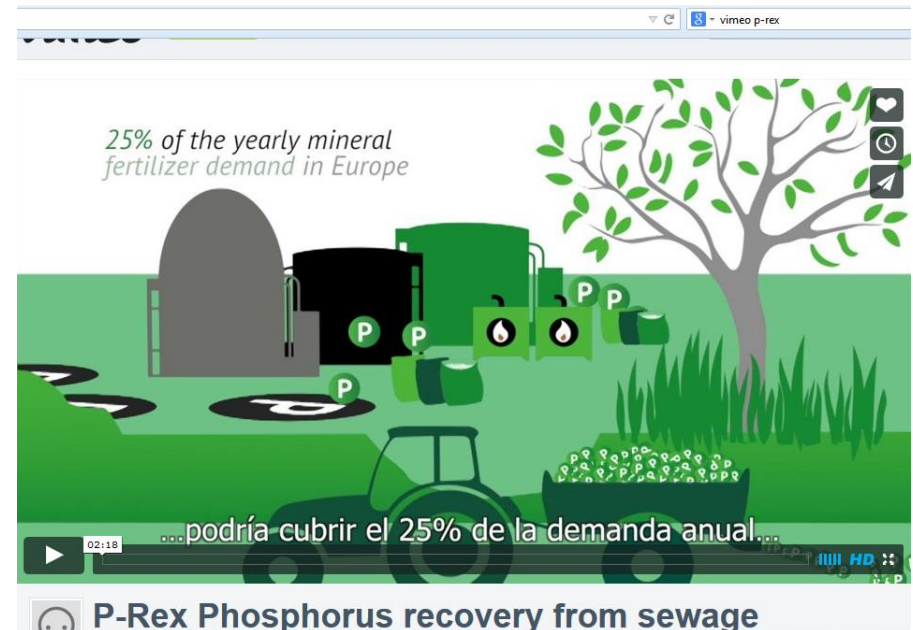 vimeo p-rex
25% of the yearly mineral
fertilizer demand in Europe
P
P
P P
P
...podría cubrir el 25% de la demanda anual...
02:18
HD
P-Rex Phosphorus recovery from sewage